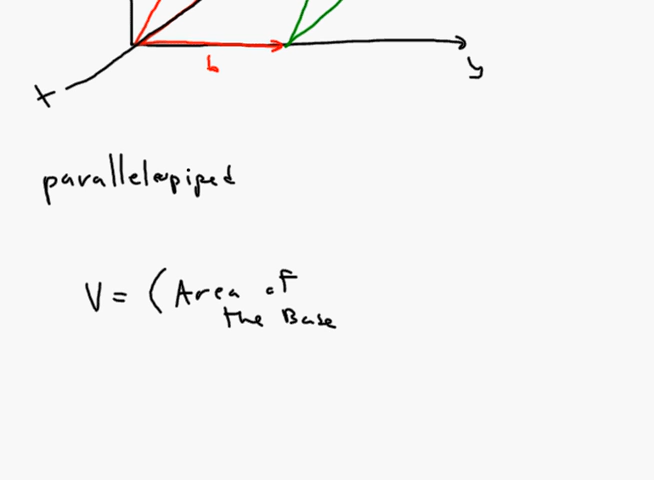 b
y
x
parallelepiped
V = (Area of
the Base